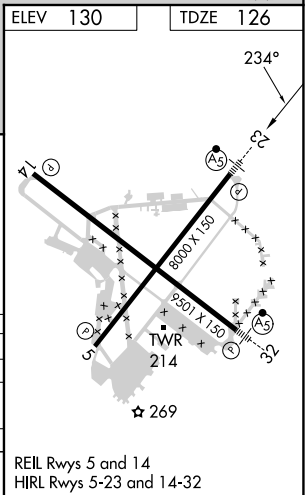 ELEV 130
TDZE 126
234°
23
A5
P
14
P
P
8000 X 150
9501 X 150
P
5
TWR
214
A5
P
32
269
REIL Rwys 5 and 14
HIRL Rwys 5-23 and 14-32